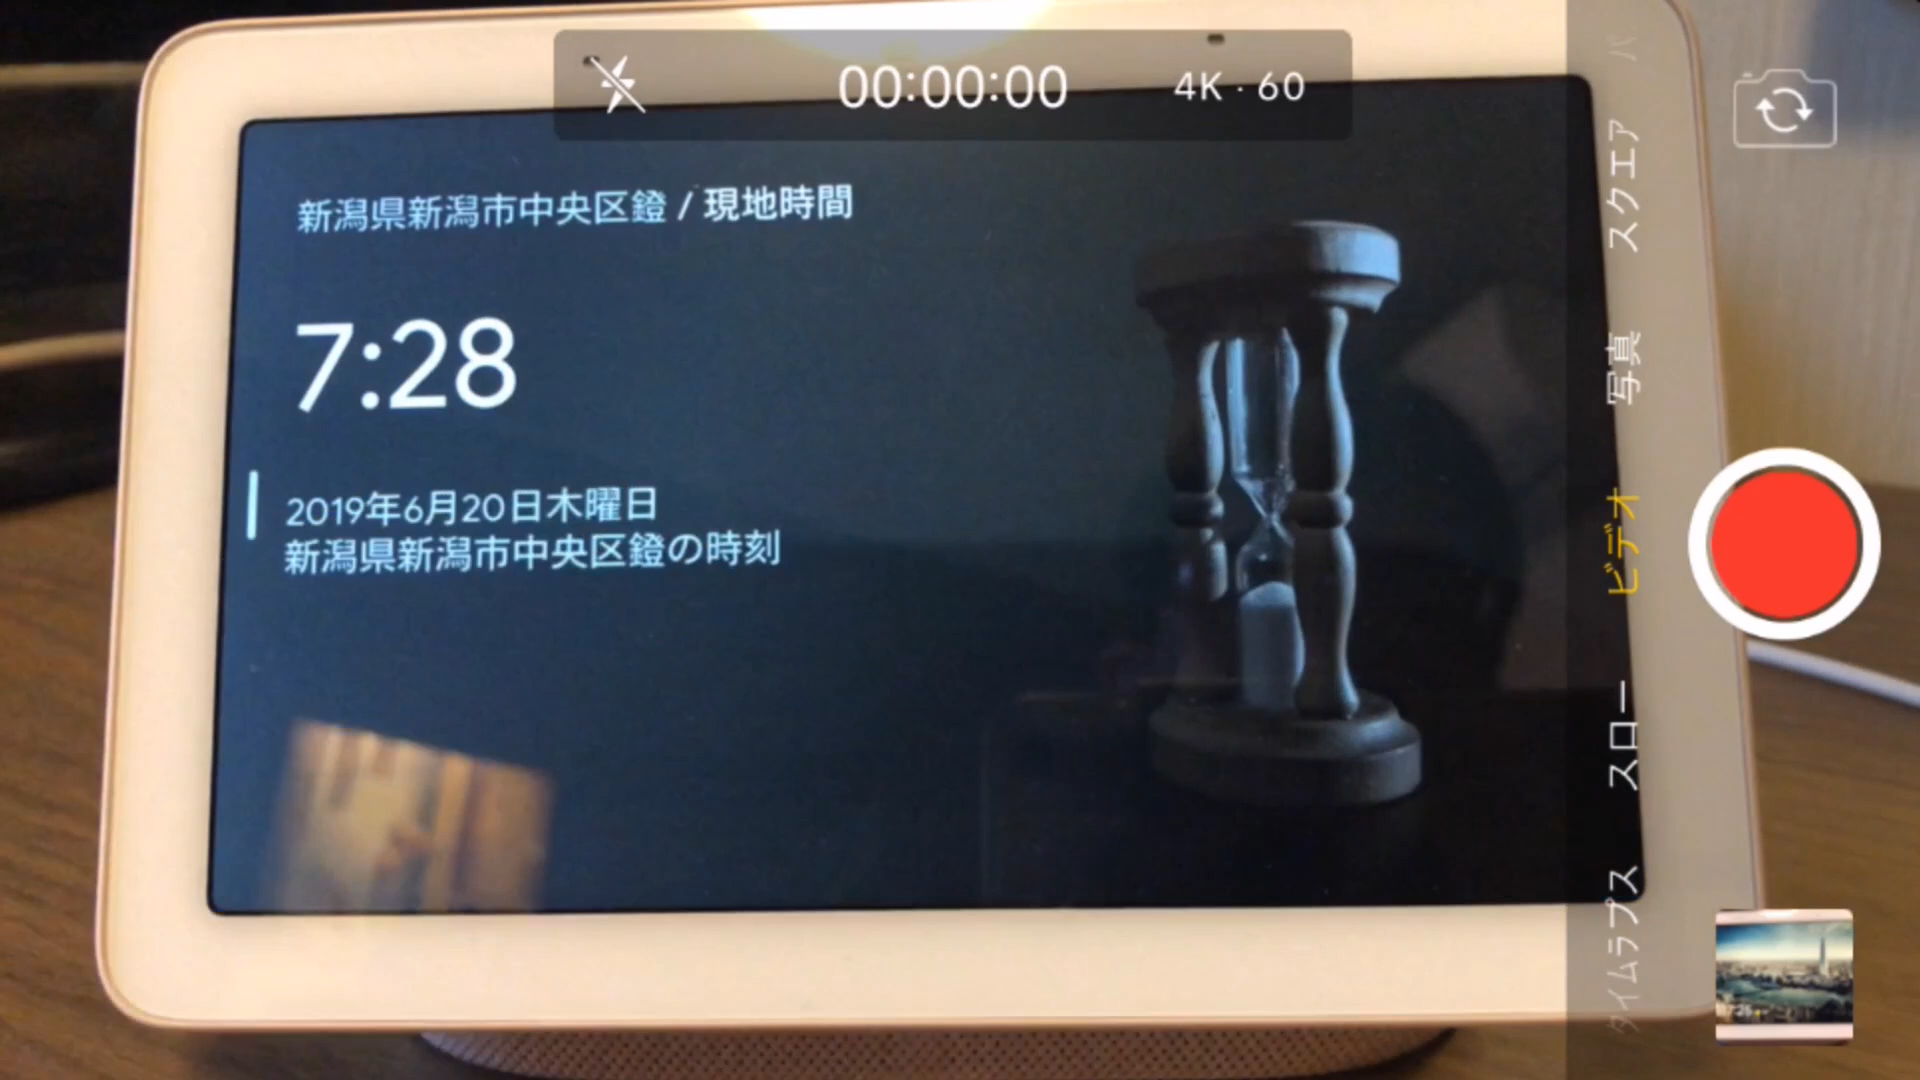 00:00:00
4K · 60
新潟県新潟市中央区鐙 / 現地時間
7:28
2019年6月20日木曜日
新潟県新潟市中央区鐙の時刻
スクエア
写真
ビデオ
スロー
タイムラプス